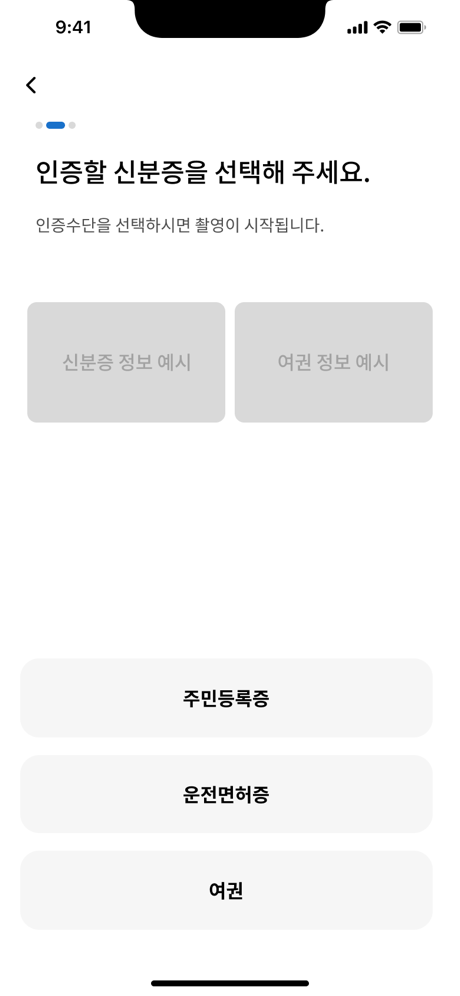 9:41
인증할 신분증을 선택해 주세요.
인증수단을 선택하시면 촬영이 시작됩니다.
신분증 정보 예시
여권 정보 예시
주민등록증
운전면허증
여권